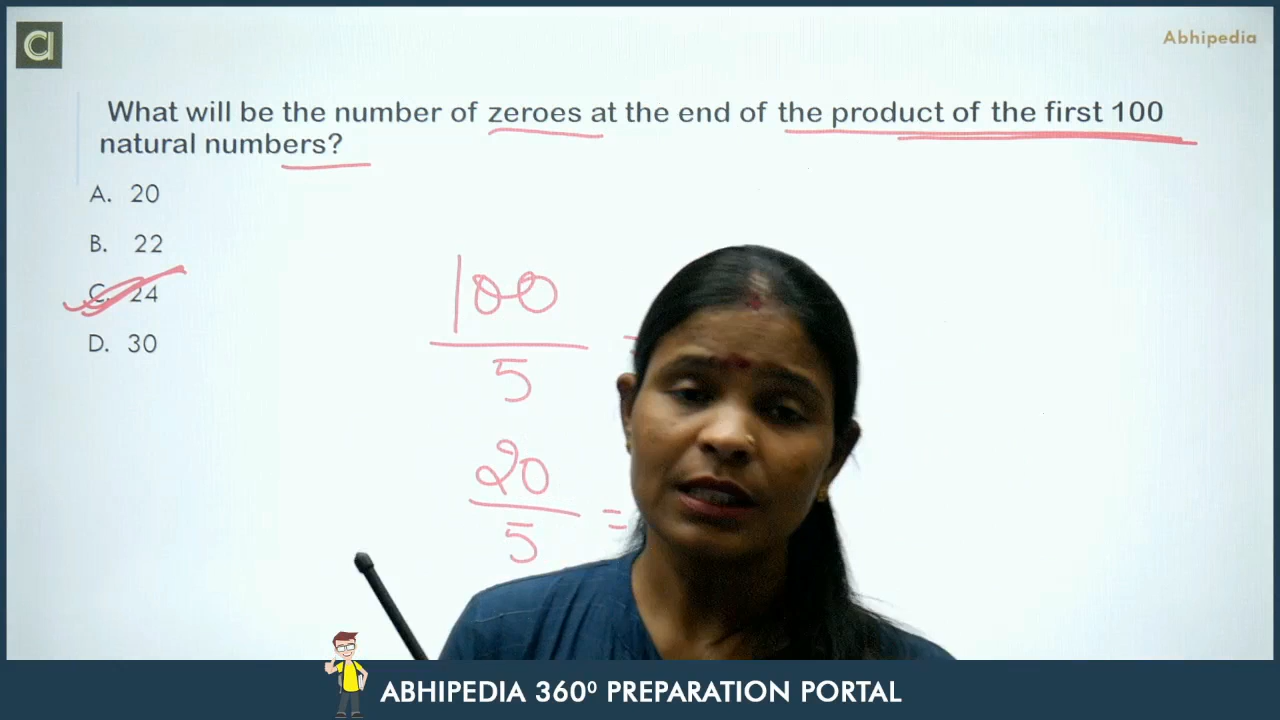 Abhipedia
What will be the number of zeroes at the end of the product of the first 100
natural numbers?
A. 20
B. 22
C. 24
D. 30
100
5
20
5
=
ABHIPEDIA 360⁰ PREPARATION PORTAL